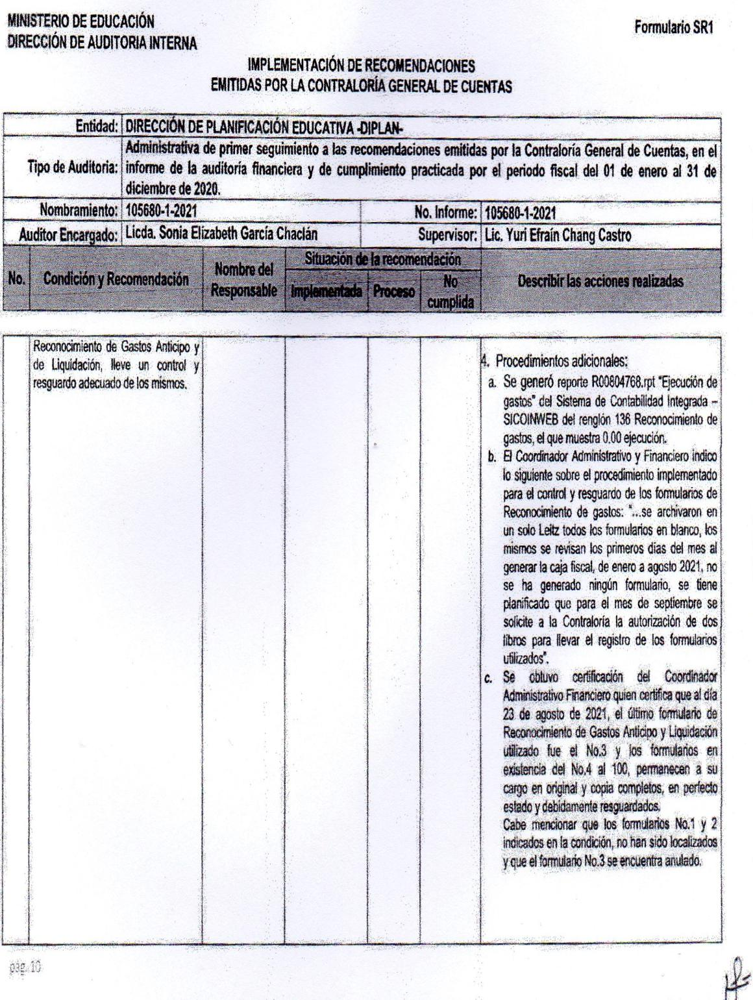 MINISTERIO DE EDUCACIÓN
DIRECCIÓN DE AUDITORIA INTERNA
Formulario SR1
IMPLEMENTACIÓN DE RECOMENDACIONES
EMITIDAS POR LA CONTRALORÍA GENERAL DE CUENTAS
Entidad: DIRECCIÓN DE PLANIFICACIÓN EDUCATIVA -DIPLAN-
Tipo de Auditoria: Administrativa de primer seguimiento a las recomendaciones emitidas por la Contraloría General de Cuentas, en el
informe de la auditoría financiera y de cumplimiento practicada por el periodo fiscal del 01 de enero al 31 de
diciembre de 2020.
Nombramiento: 105680-1-2021 No. Informe: 105680-1-2021
Auditor Encargado: Licda. Sonia Elizabeth García Chaclán Supervisor: Lic. Yuri Efraín Chang Castro
No. Condición y Recomendación
Nombre del
Responsable
Situación de la recomendación
Implementada Proceso
No
cumplida
Describir las acciones realizadas
Reconocimiento de Gastos Anticipo y
de Liquidación, lleve un control y
resguardo adecuado de los mismos.
4. Procedimientos adicionales:
a. Se generó reporte R00804768.rpt "Ejecución de
gastos" del Sistema de Contabilidad Integrada –
SICOINWEB del renglón 136 Reconocimiento de
gastos, el que muestra 0.00 ejecución.
b. El Coordinador Administrativo y Financiero indico
lo siguiente sobre el procedimiento implementado
para el control y resguardo de los formularios de
Reconocimiento de gastos: "...se archivaron en
un solo Leitz todos los formularios en blanco, los
mismos se revisan los primeros días del mes al
generar la caja fiscal, de enero a agosto 2021, no
se ha generado ningún formulario, se tiene
planificado que para el mes de septiembre se
solicite a la Contraloría la autorización de dos
libros para llevar el registro de los formularios
utilizados".
c. Se obtuvo certificación del Coordinador
Administrativo Financiero quien certifica que al día
23 de agosto de 2021, el último formulario de
Reconocimiento de Gastos Anticipo y Liquidación
utilizado fue el No.3 y los formularios en
existencia del No.4 al 100, permanecen a su
cargo en original y copia completos, en perfecto
estado y debidamente resguardados.
Cabe mencionar que los formularios No.1 y 2
indicados en la condición, no han sido localizados
y que el formulario No.3 se encuentra anulado.
pág. 10